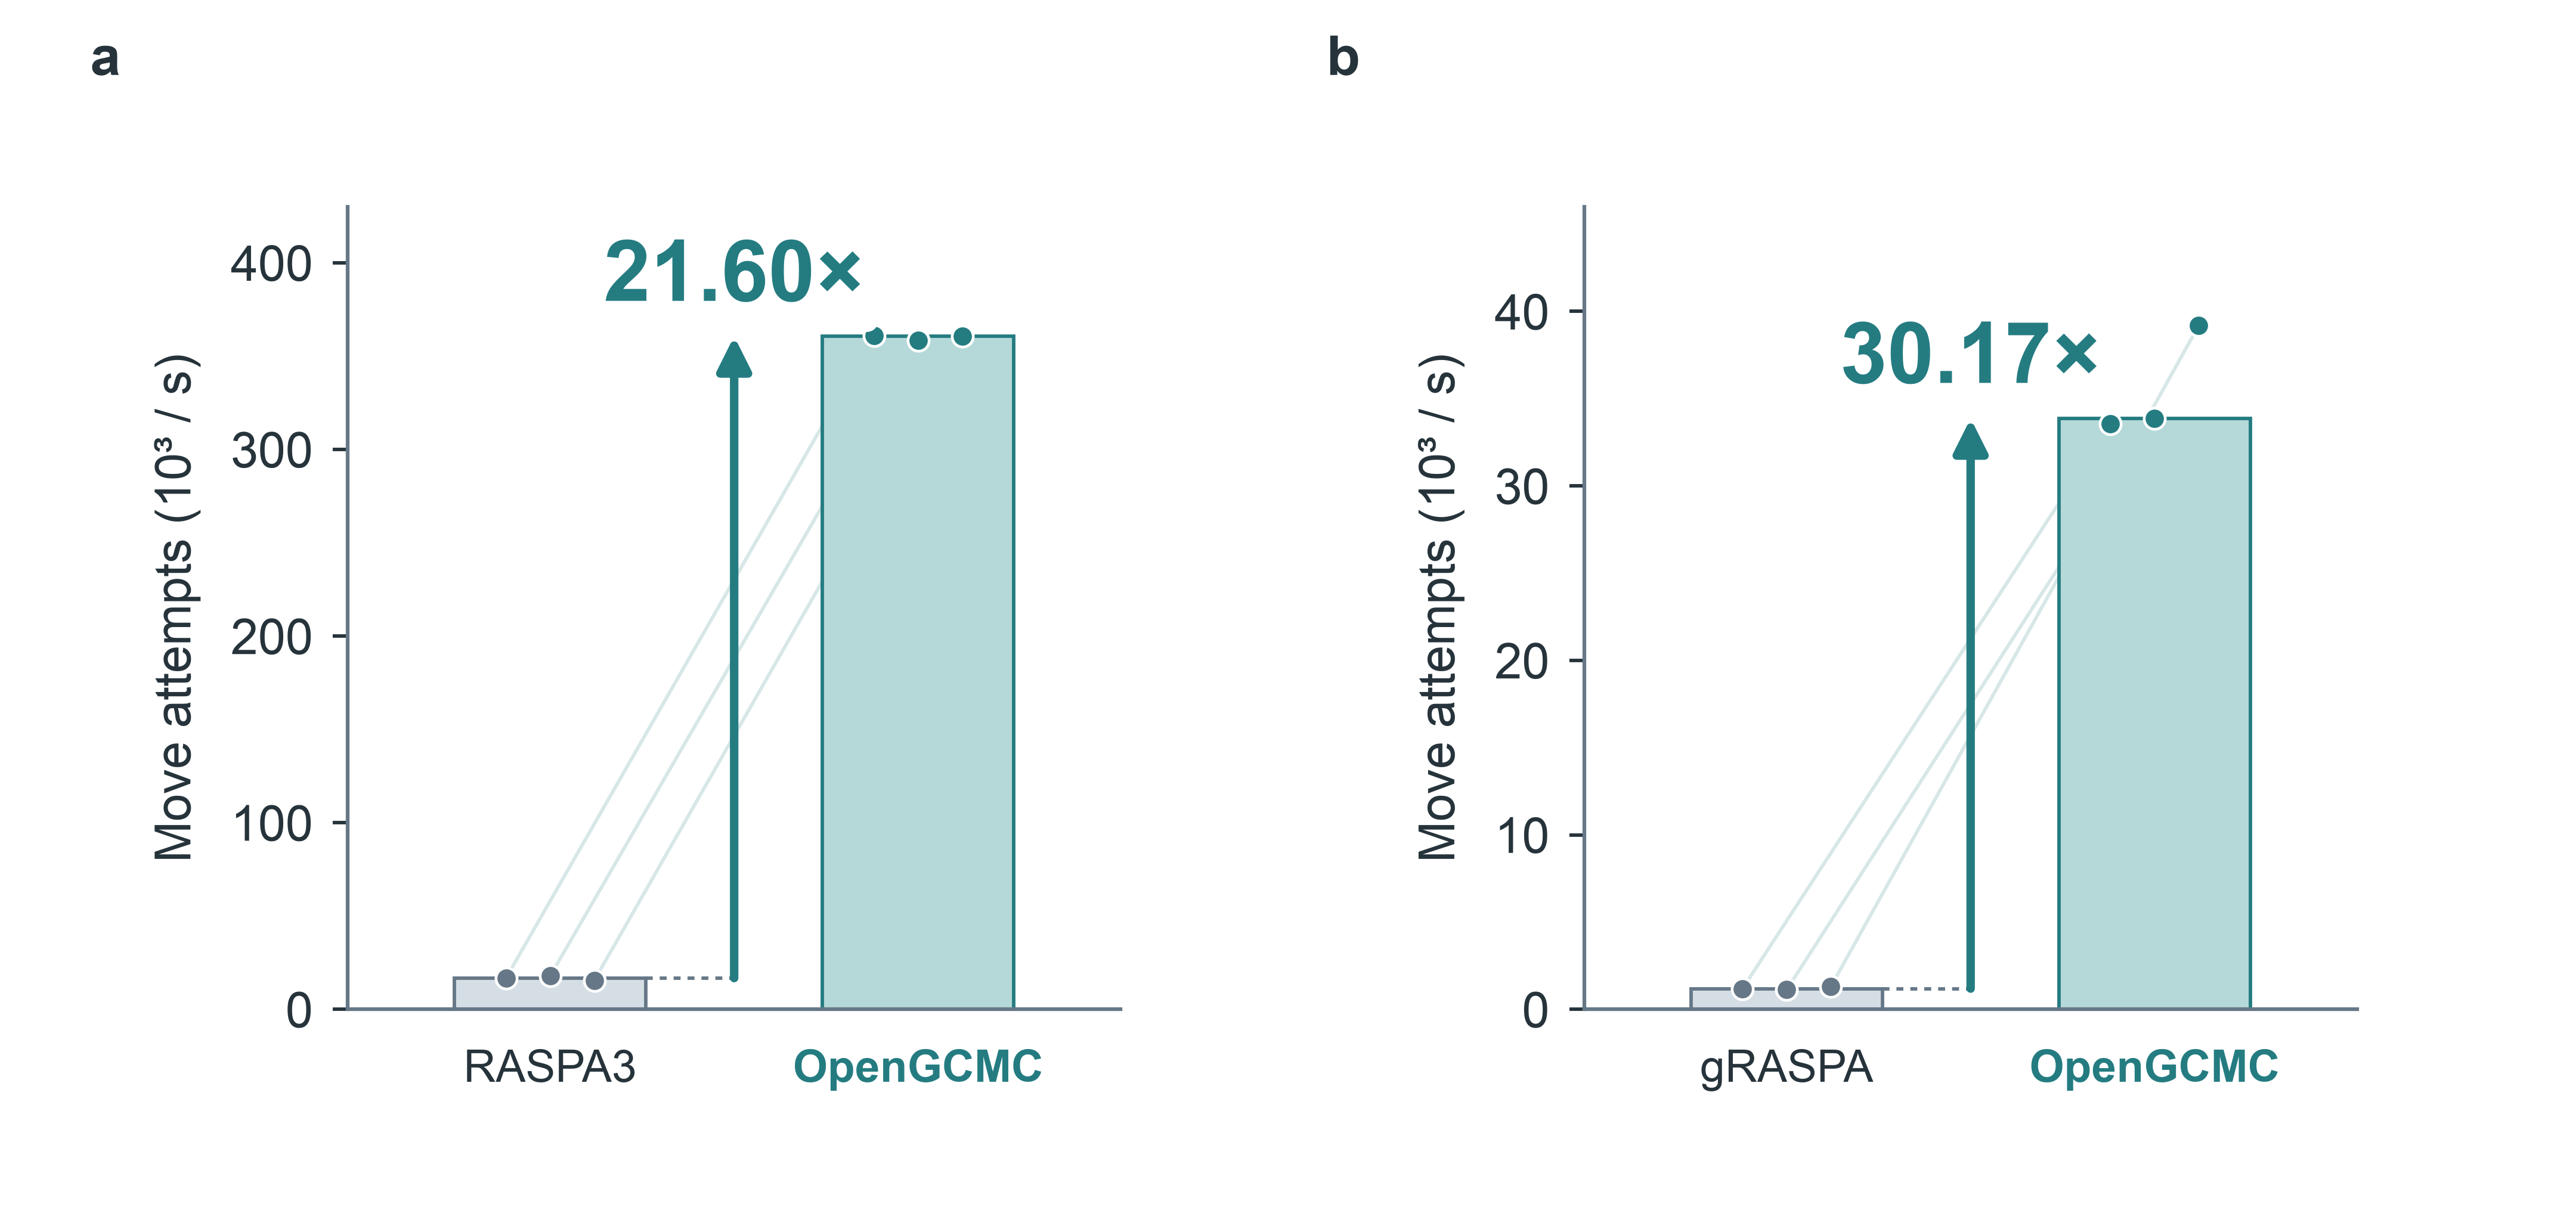 a
21.60×
400
300
200
100
0
Move attempts (10³ / s)
RASPA3
OpenGCMC
b
30.17×
40
30
20
10
0
Move attempts (10³ / s)
gRASPA
OpenGCMC